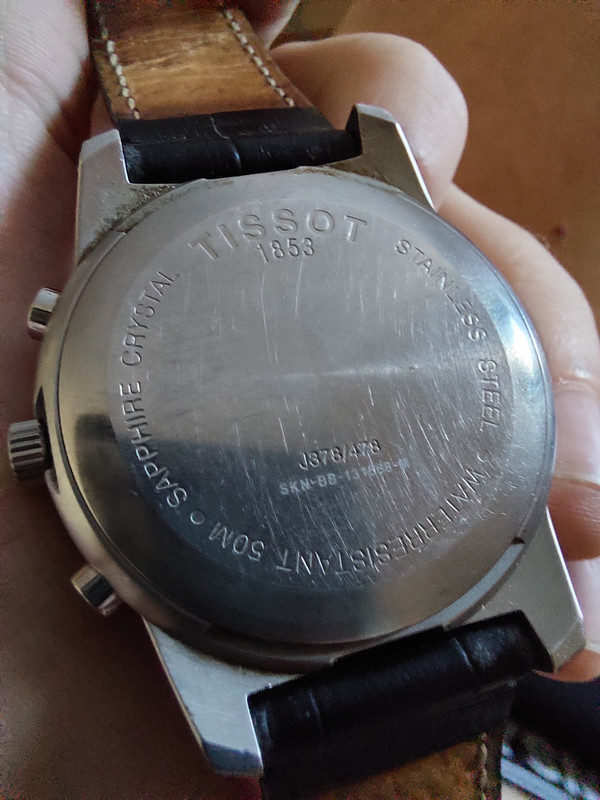 TISSOT
1853
STAINLESS STEEL
WATERRESISTANT 50M
SAPPHIRE CRYSTAL
J378/478